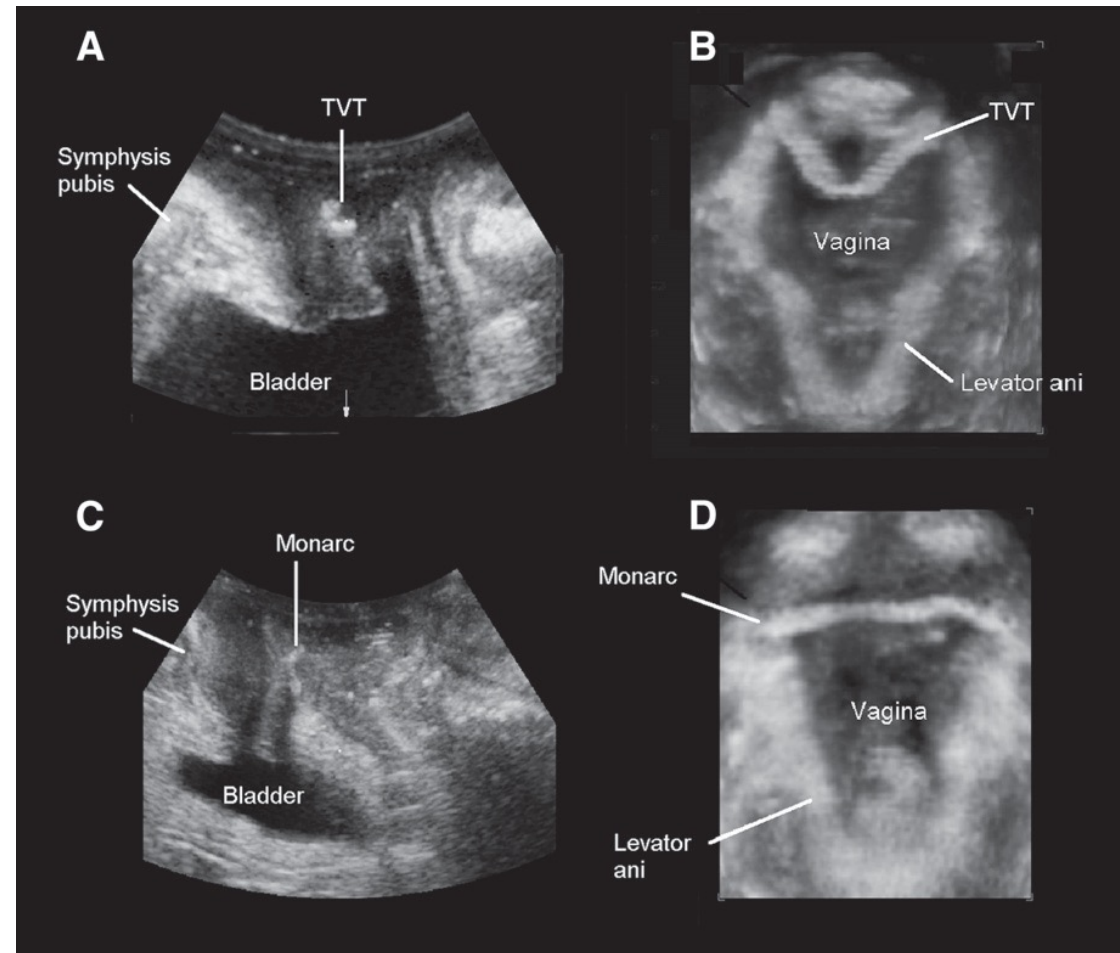 A
TVT
Symphysis
pubis
Bladder
B
TVT
Vagina
Levator ani
C
Monarc
Symphysis
pubis
Bladder
D
Monarc
Vagina
Levator
ani